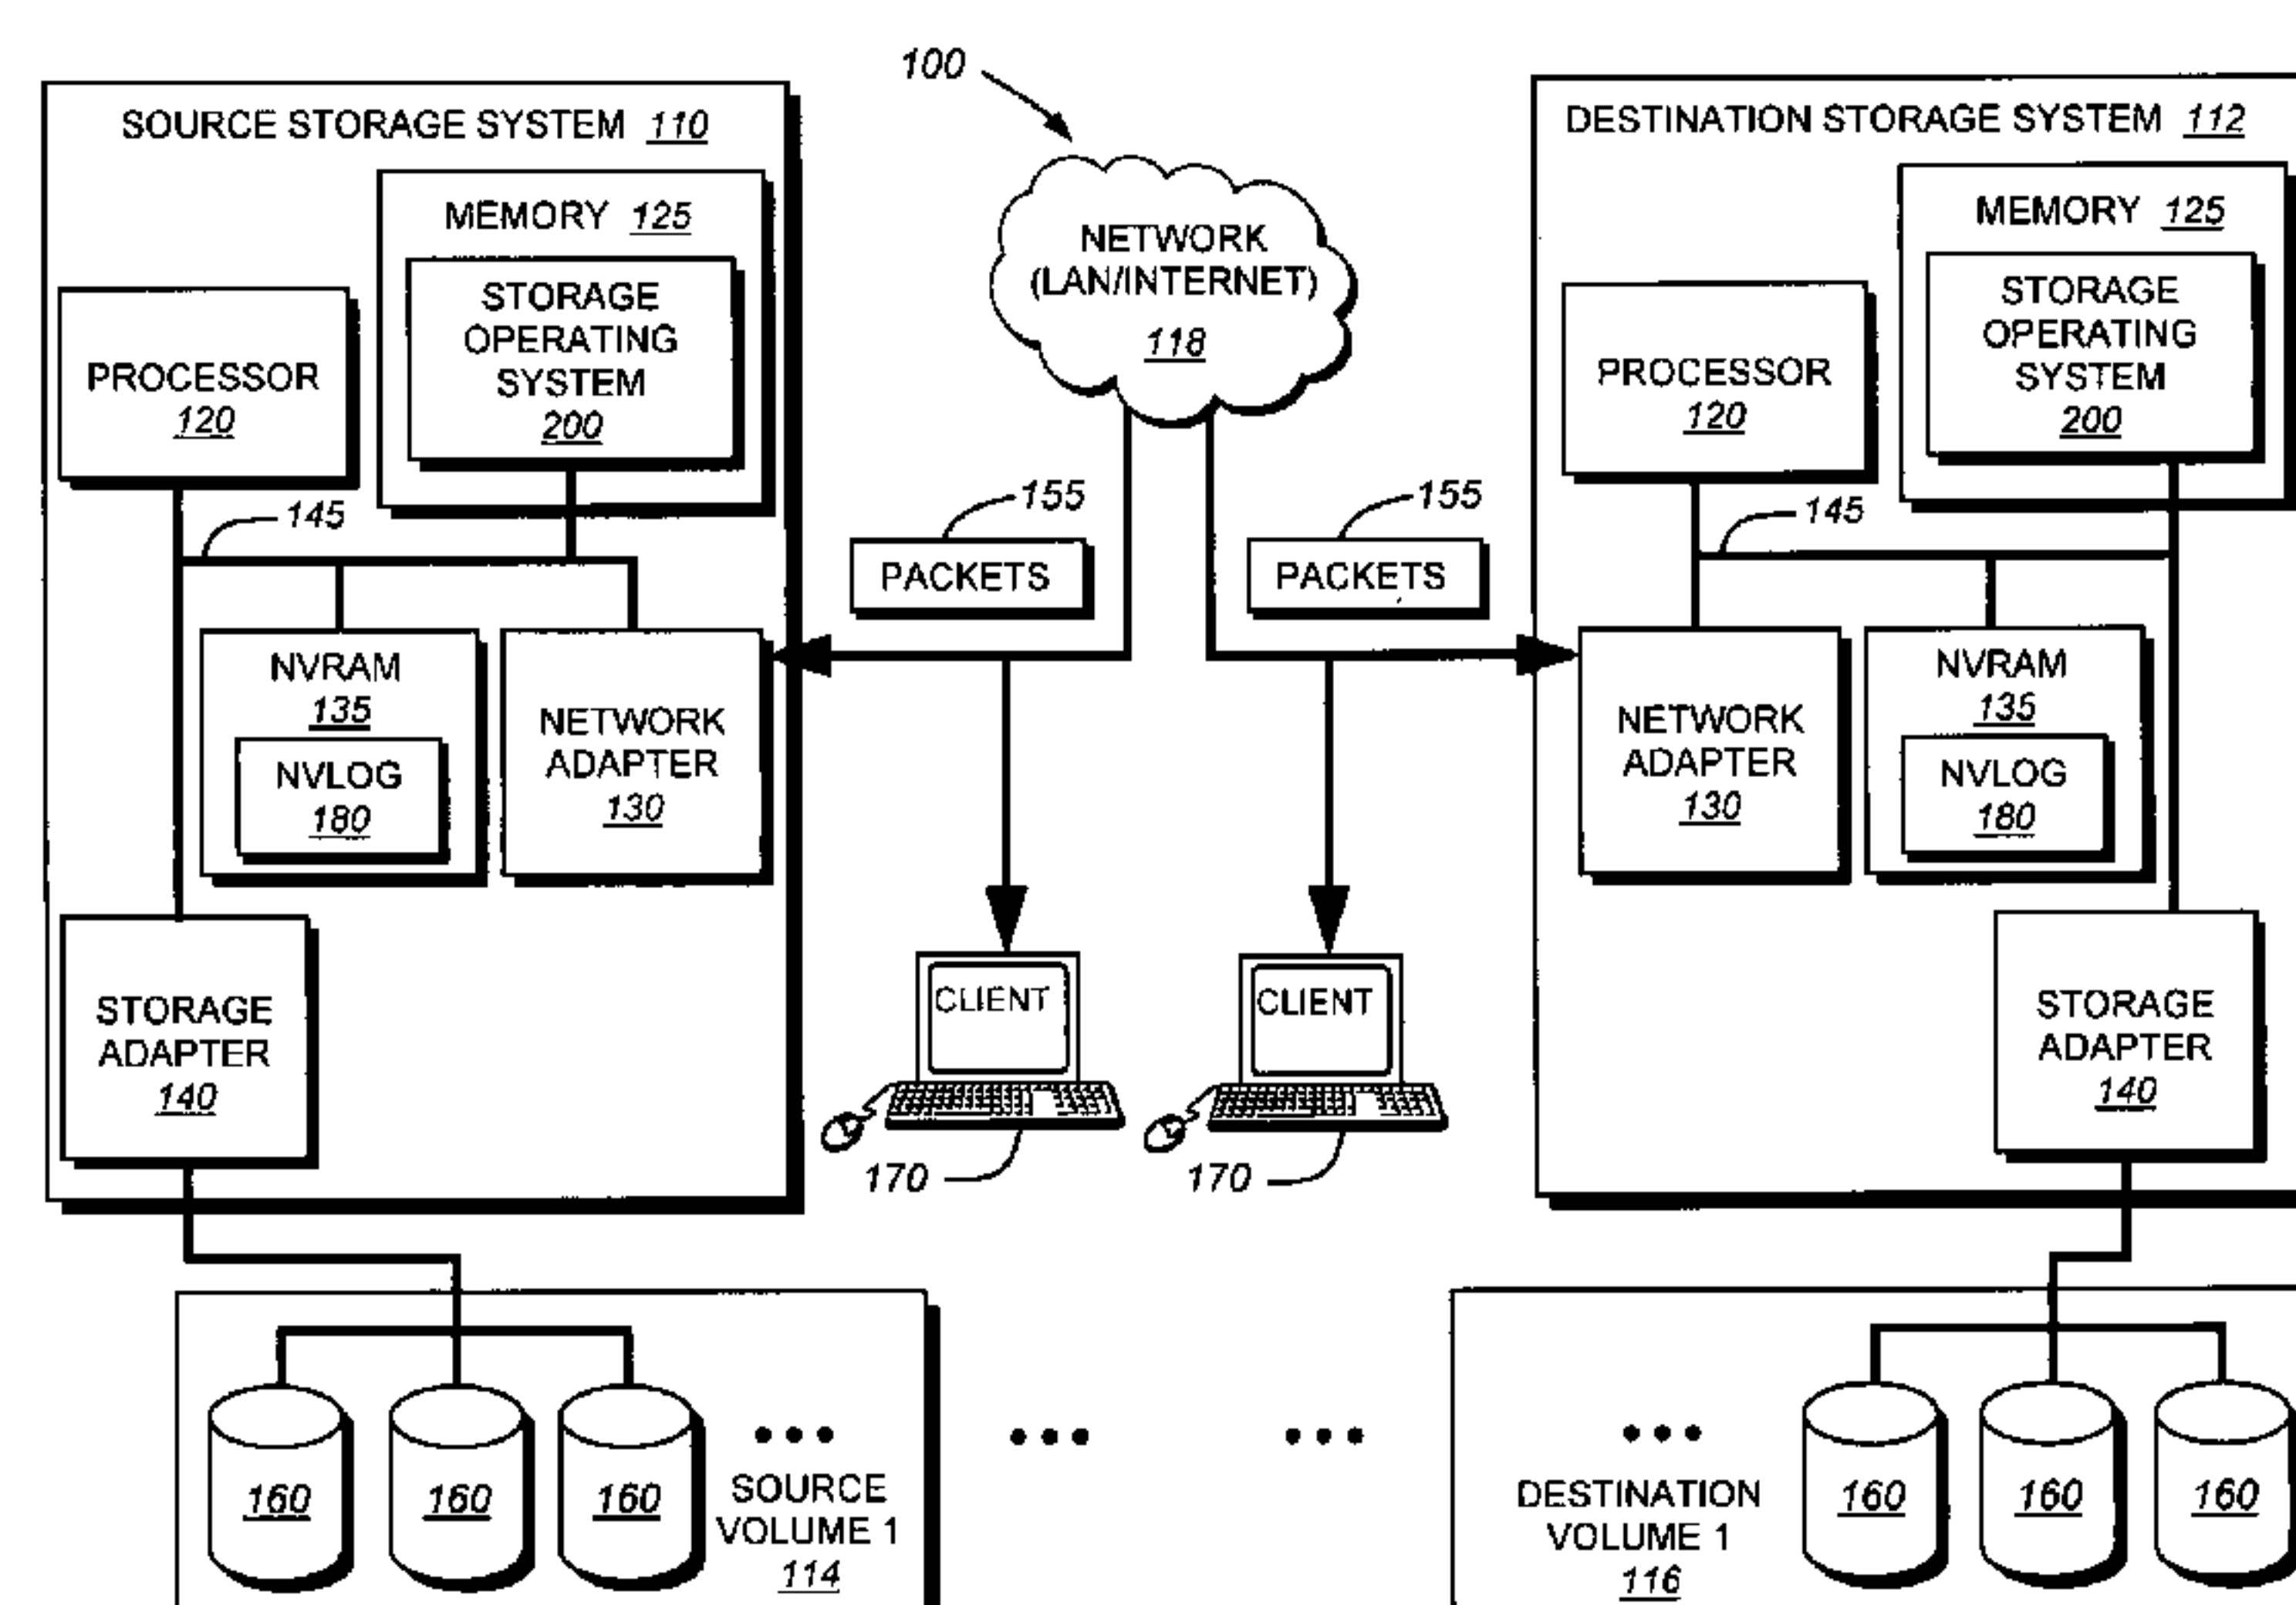 100
SOURCE STORAGE SYSTEM 110
MEMORY 125
STORAGE
OPERATING
SYSTEM
200
PROCESSOR
120
145
NVRAM
135
NVLOG
180
NETWORK
ADAPTER
130
STORAGE
ADAPTER
140
NETWORK
(LAN/INTERNET)
118
155
PACKETS
155
PACKETS
CLIENT
170
CLIENT
170
DESTINATION STORAGE SYSTEM 112
MEMORY 125
STORAGE
OPERATING
SYSTEM
200
PROCESSOR
120
145
NETWORK
ADAPTER
130
NVRAM
135
NVLOG
180
STORAGE
ADAPTER
140
160
160
160
• • •
SOURCE
VOLUME 1
114
• • •
• • •
• • •
DESTINATION
VOLUME 1
116
160
160
160